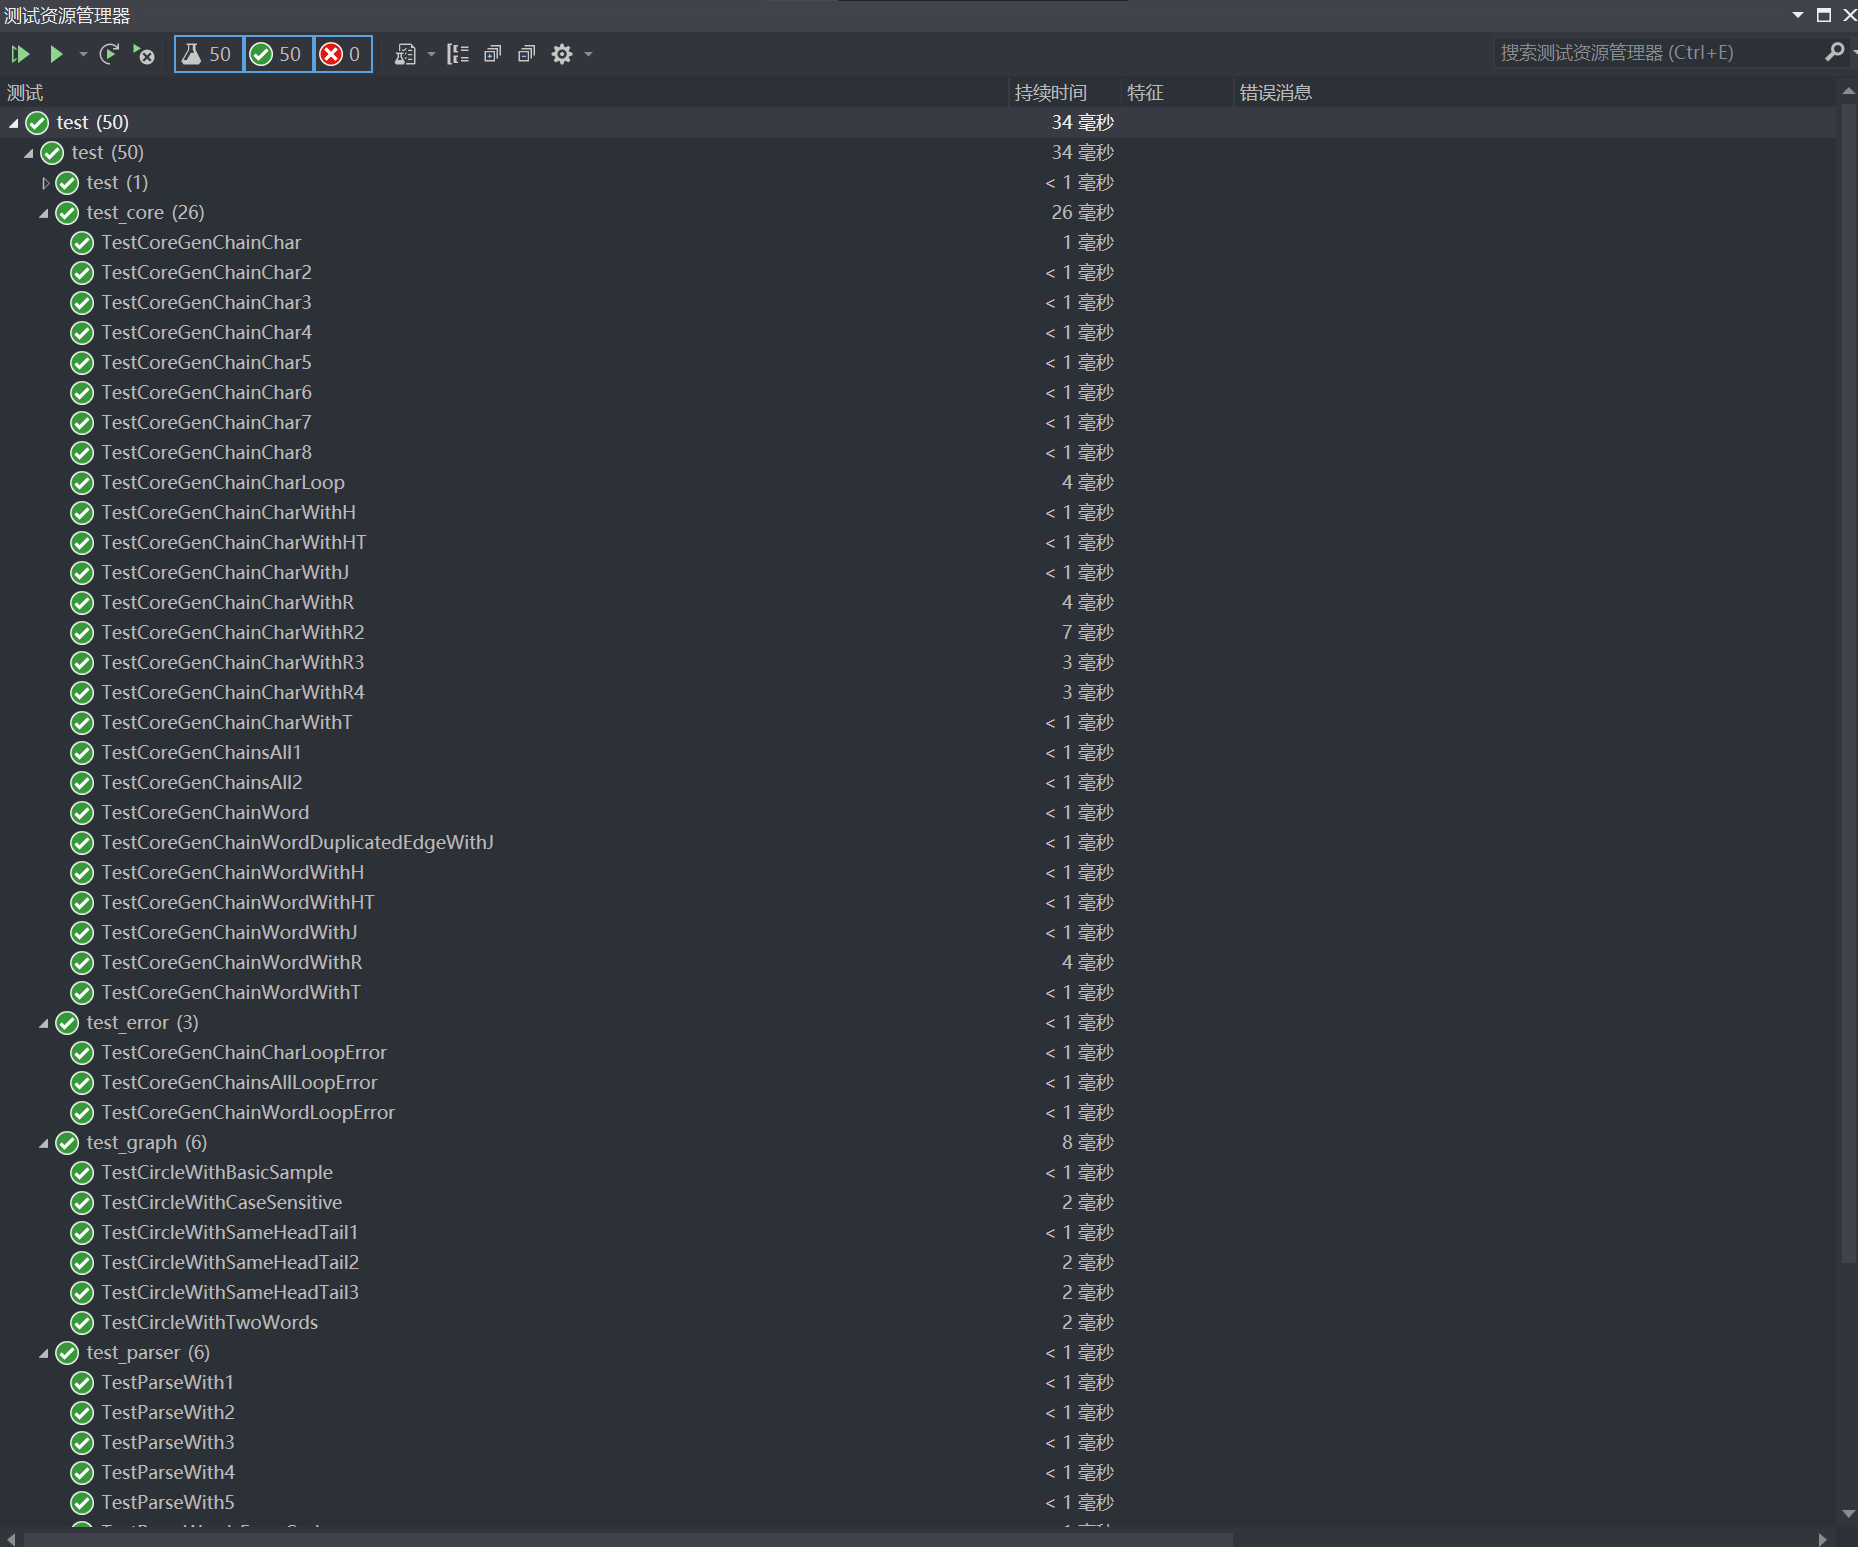 测试资源管理器
50 50 0 搜索测试资源管理器 (Ctrl+E)
测试 持续时间 特征 错误消息
test (50) 34 毫秒
test (50) 34 毫秒
test (1) < 1 毫秒
test_core (26) 26 毫秒
TestCoreGenChainChar 1 毫秒
TestCoreGenChainChar2 < 1 毫秒
TestCoreGenChainChar3 < 1 毫秒
TestCoreGenChainChar4 < 1 毫秒
TestCoreGenChainChar5 < 1 毫秒
TestCoreGenChainChar6 < 1 毫秒
TestCoreGenChainChar7 < 1 毫秒
TestCoreGenChainChar8 < 1 毫秒
TestCoreGenChainCharLoop 4 毫秒
TestCoreGenChainCharWithH < 1 毫秒
TestCoreGenChainCharWithHT < 1 毫秒
TestCoreGenChainCharWithJ < 1 毫秒
TestCoreGenChainCharWithR 4 毫秒
TestCoreGenChainCharWithR2 7 毫秒
TestCoreGenChainCharWithR3 3 毫秒
TestCoreGenChainCharWithR4 3 毫秒
TestCoreGenChainCharWithT < 1 毫秒
TestCoreGenChainsAll1 < 1 毫秒
TestCoreGenChainsAll2 < 1 毫秒
TestCoreGenChainWord < 1 毫秒
TestCoreGenChainWordDuplicatedEdgeWithJ < 1 毫秒
TestCoreGenChainWordWithH < 1 毫秒
TestCoreGenChainWordWithHT < 1 毫秒
TestCoreGenChainWordWithJ < 1 毫秒
TestCoreGenChainWordWithR 4 毫秒
TestCoreGenChainWordWithT < 1 毫秒
test_error (3) < 1 毫秒
TestCoreGenChainCharLoopError < 1 毫秒
TestCoreGenChainsAllLoopError < 1 毫秒
TestCoreGenChainWordLoopError < 1 毫秒
test_graph (6) 8 毫秒
TestCircleWithBasicSample < 1 毫秒
TestCircleWithCaseSensitive 2 毫秒
TestCircleWithSameHeadTail1 < 1 毫秒
TestCircleWithSameHeadTail2 2 毫秒
TestCircleWithSameHeadTail3 2 毫秒
TestCircleWithTwoWords 2 毫秒
test_parser (6) < 1 毫秒
TestParseWith1 < 1 毫秒
TestParseWith2 < 1 毫秒
TestParseWith3 < 1 毫秒
TestParseWith4 < 1 毫秒
TestParseWith5 < 1 毫秒